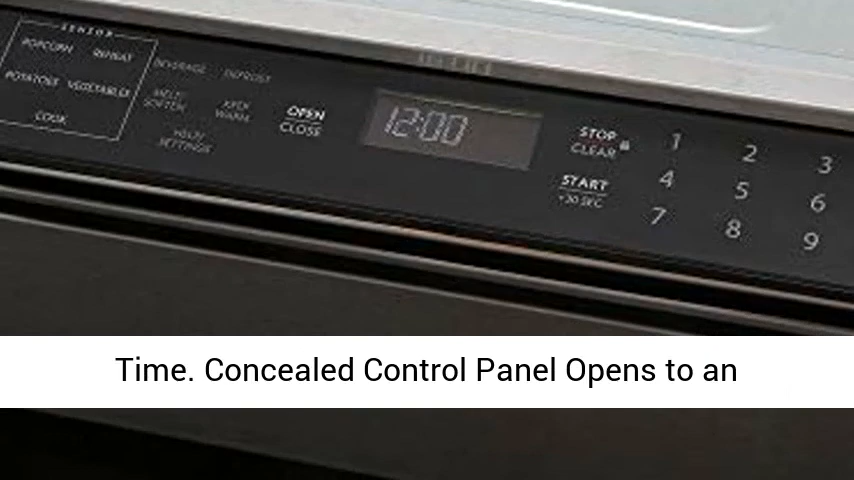 SENSOR
POPCORN REHEAT
POTATOES VEGETABLES
COOK
BEVERAGE DEFROST
MELT/ KEEP
SOFTEN WARM
HELP/
SETTINGS
OPEN
CLOSE
12:00
STOP
CLEAR
START
+30 SEC
1 2 3
4 5 6
7 8 9
Time. Concealed Control Panel Opens to an